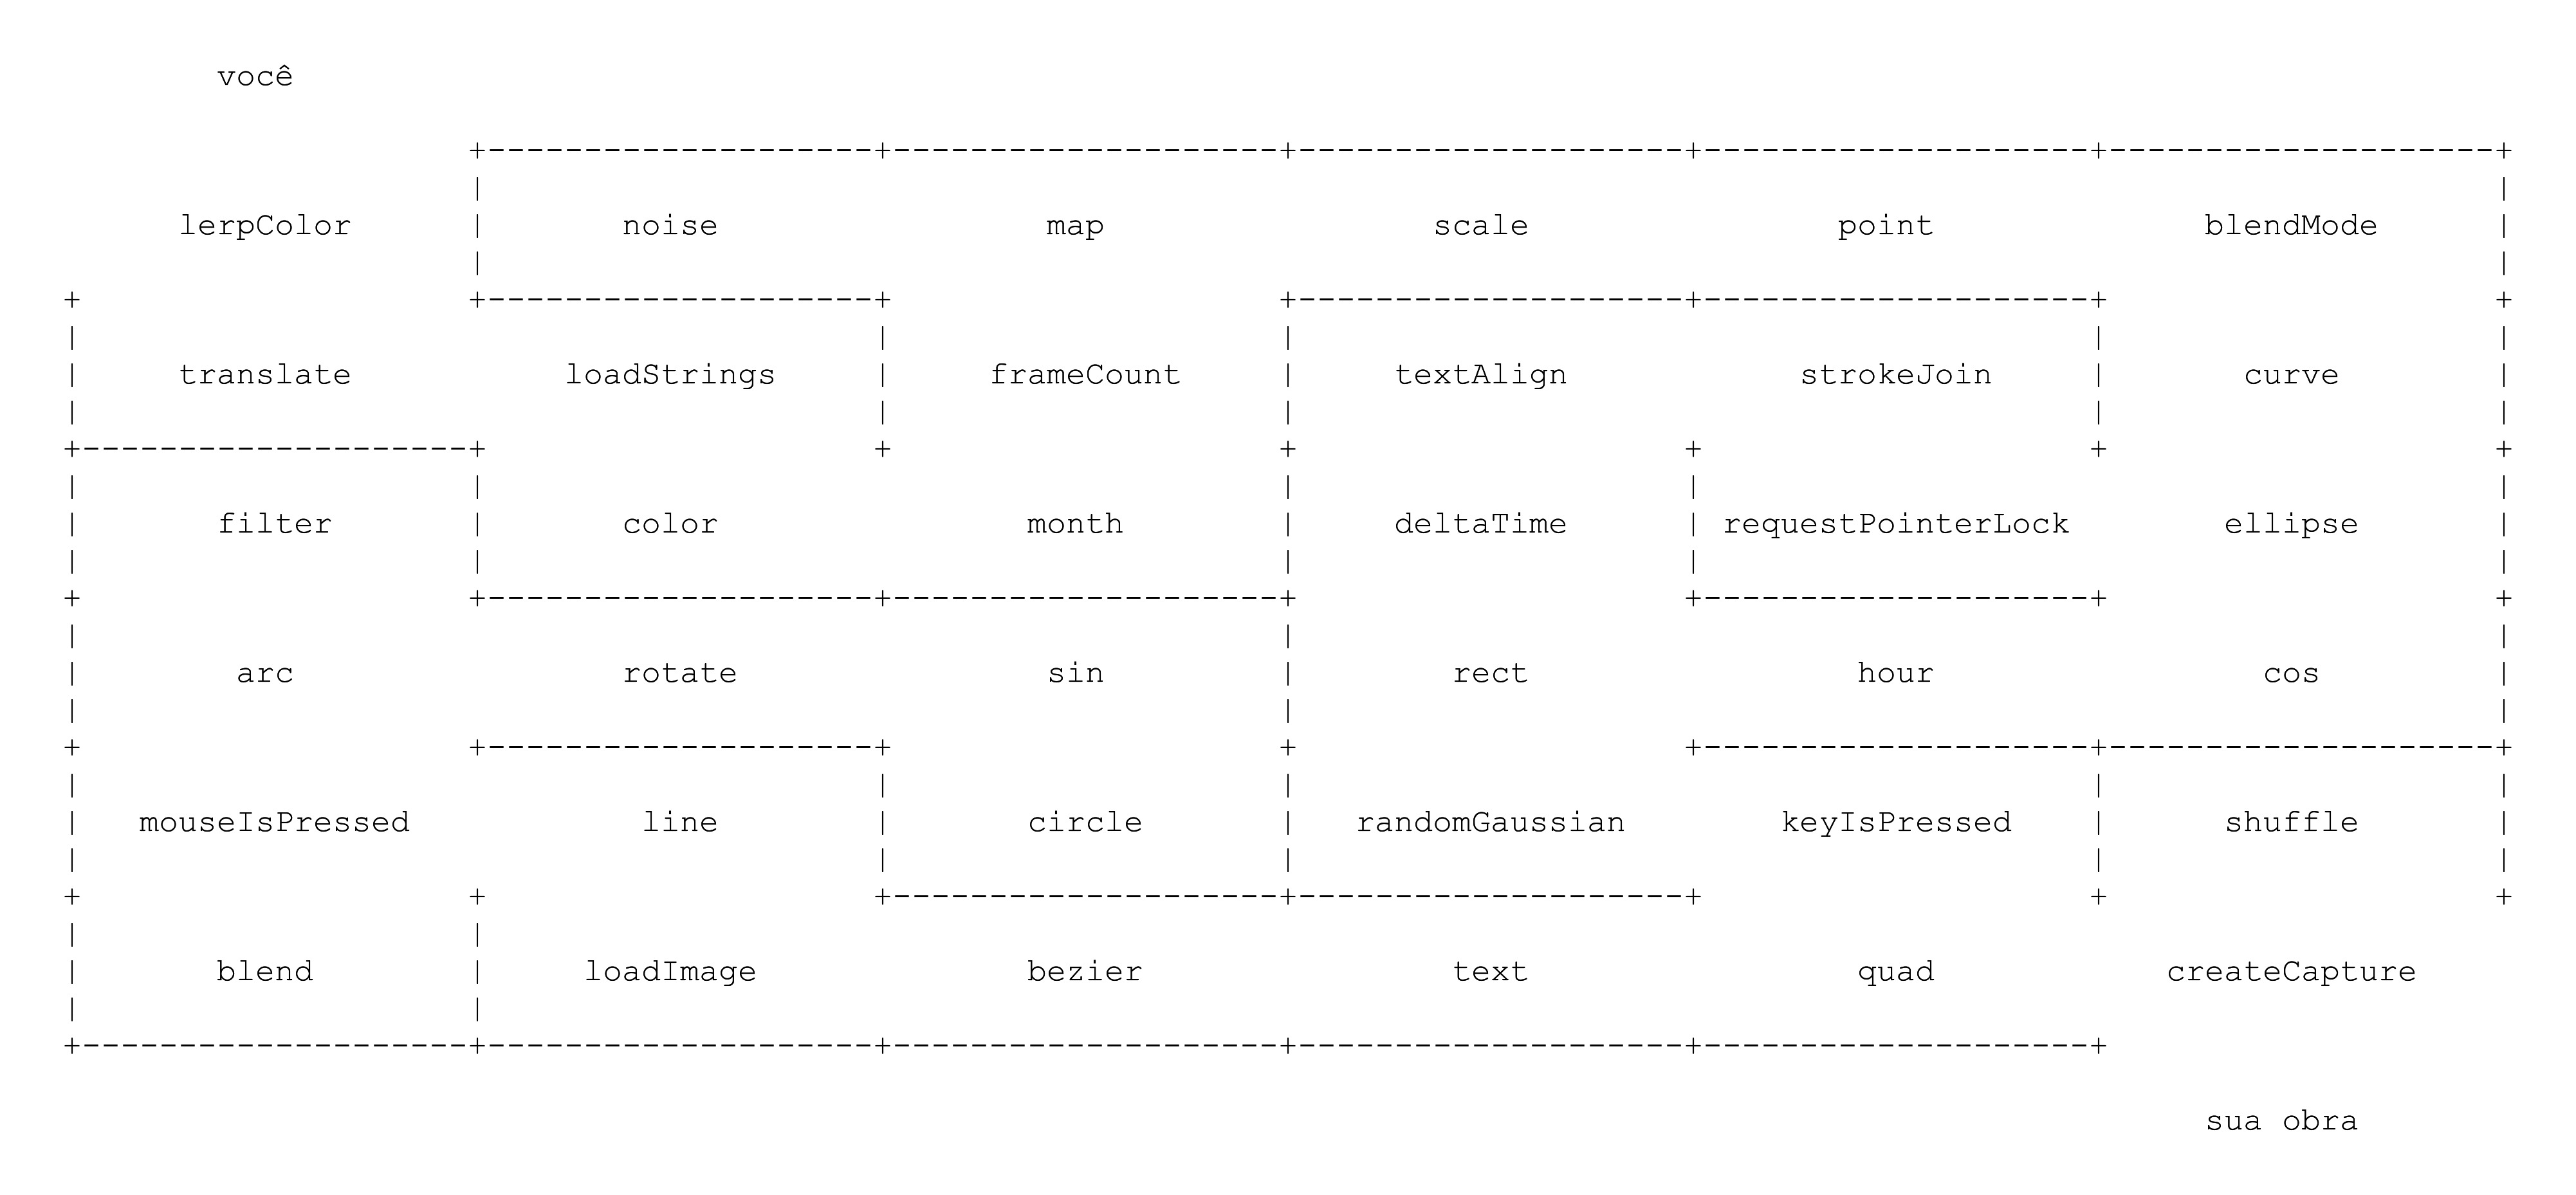 você
lerpColor noise map scale point blendMode
translate loadStrings frameCount textAlign strokeJoin curve
filter color month deltaTime requestPointerLock ellipse
arc rotate sin rect hour cos
mouseIsPressed line circle randomGaussian keyIsPressed shuffle
blend loadImage bezier text quad createCapture
sua obra